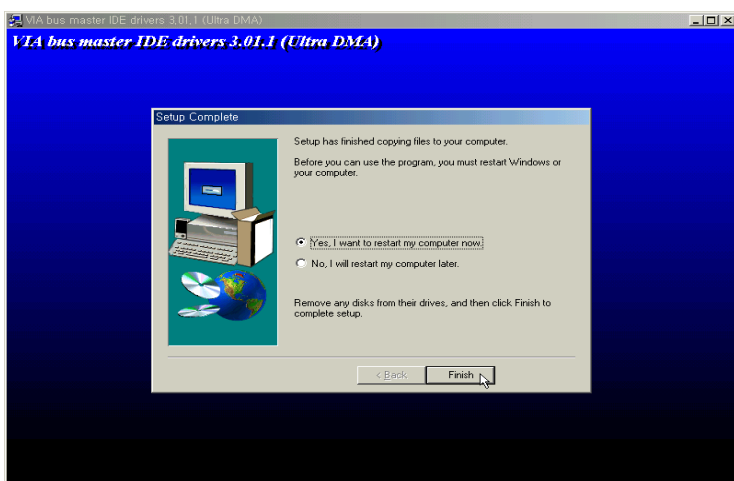 VIA bus master IDE drivers 3,01,1 (Ultra DMA)
VIA bus master IDE drivers 3.01.1 (Ultra DMA)
Setup Complete
Setup has finished copying files to your computer.
Before you can use the program, you must restart Windows or
your computer.
Yes, I want to restart my computer now.
No, I will restart my computer later.
Remove any disks from their drives, and then click Finish to
complete setup.
< Back
Finish